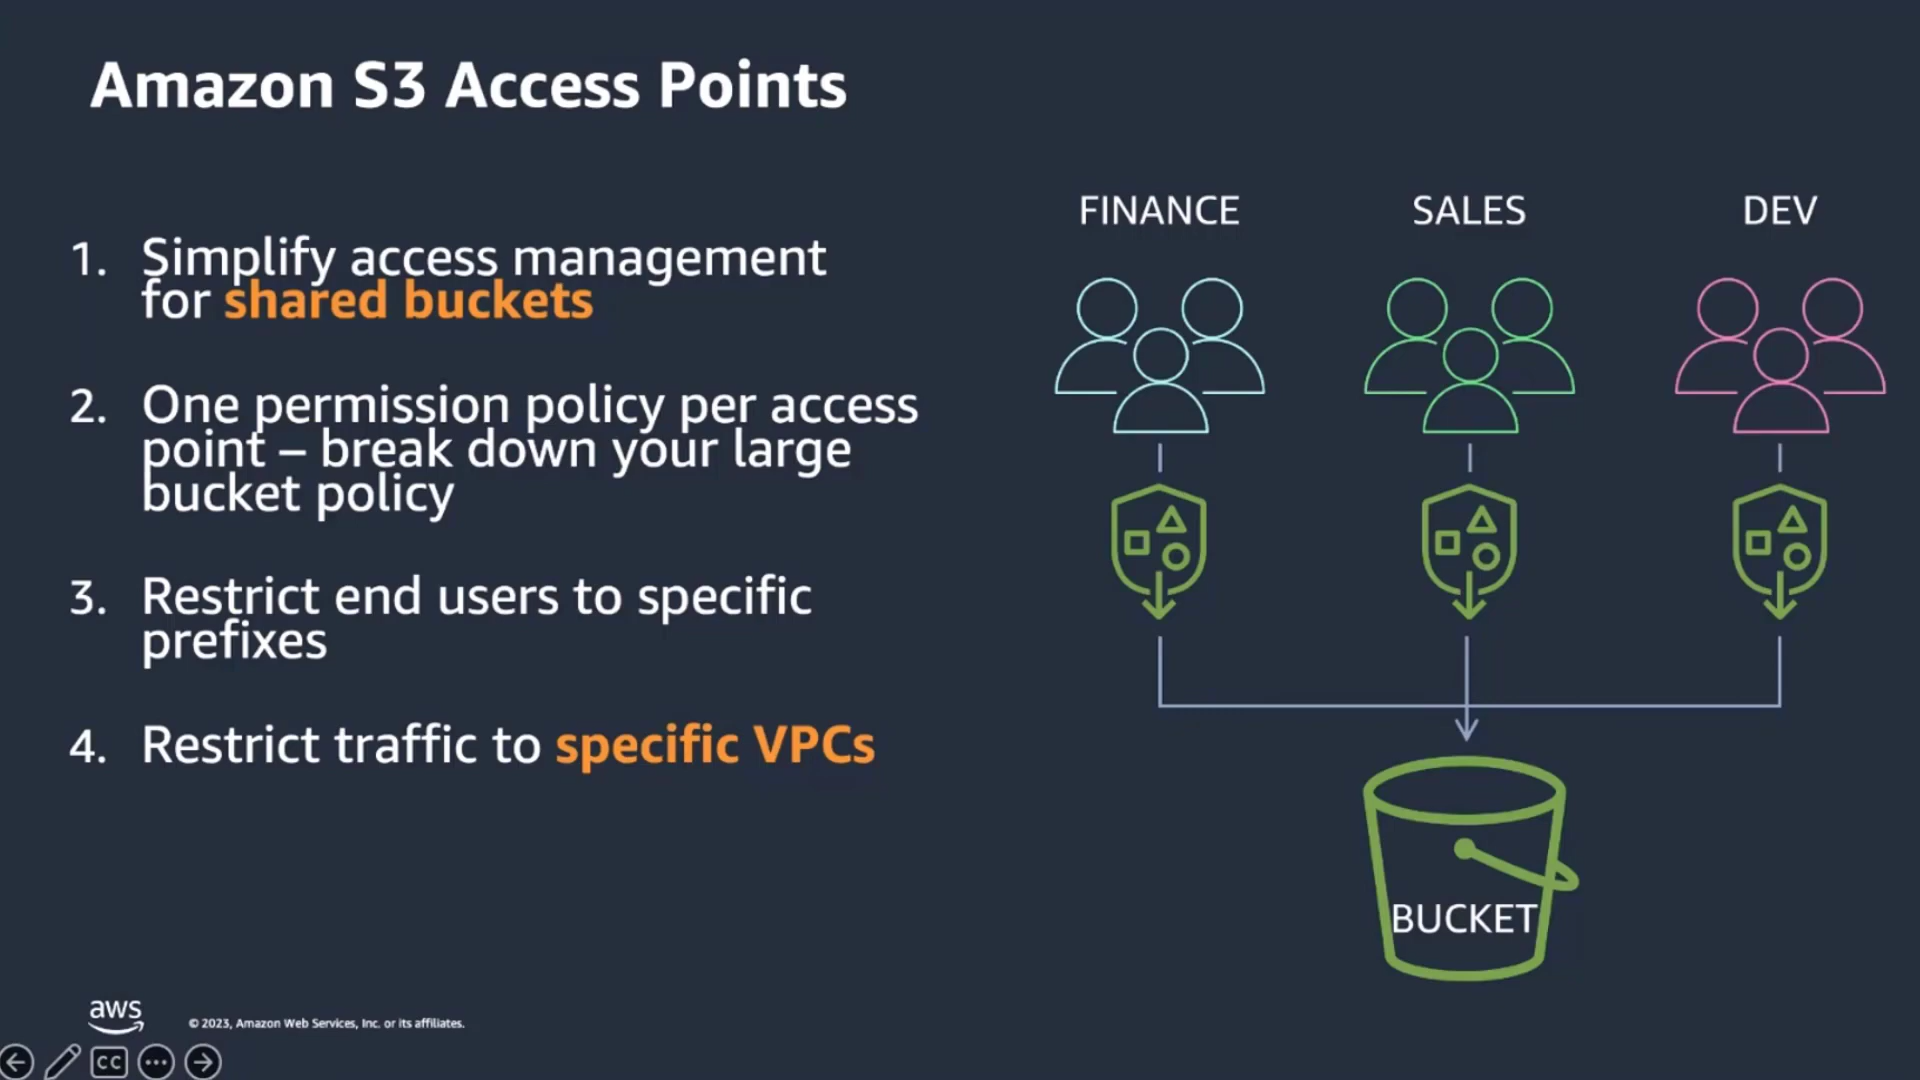 Amazon S3 Access Points
1. Simplify access management
for shared buckets
2. One permission policy per access
point – break down your large
bucket policy
3. Restrict end users to specific
prefixes
4. Restrict traffic to specific VPCs
FINANCE
SALES
DEV
BUCKET
aws
© 2023, Amazon Web Services, Inc. or its affiliates.
CC